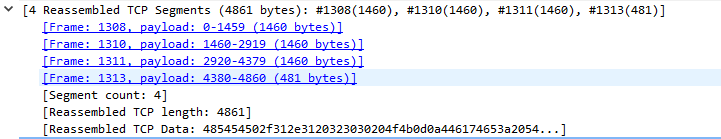 [4 Reassembled TCP Segments (4861 bytes): #1308(1460), #1310(1460), #1311(1460), #1313(481)]
[Frame: 1308, payload: 0-1459 (1460 bytes)]
[Frame: 1310, payload: 1460-2919 (1460 bytes)]
[Frame: 1311, payload: 2920-4379 (1460 bytes)]
[Frame: 1313, payload: 4380-4860 (481 bytes)]
[Segment count: 4]
[Reassembled TCP length: 4861]
[Reassembled TCP Data: 485454502f312e3120323030204f4b0d0a446174653a2054...]